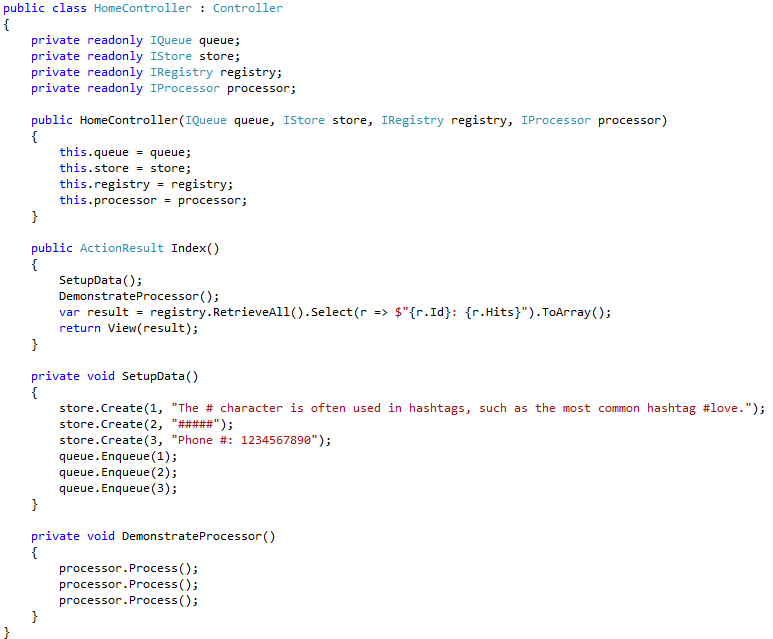 public class HomeController : Controller
{
    private readonly IQueue queue;
    private readonly IStore store;
    private readonly IRegistry registry;
    private readonly IProcessor processor;

    public HomeController(IQueue queue, IStore store, IRegistry registry, IProcessor processor)
    {
        this.queue = queue;
        this.store = store;
        this.registry = registry;
        this.processor = processor;
    }

    public ActionResult Index()
    {
        SetupData();
        DemonstrateProcessor();
        var result = registry.RetrieveAll().Select(r => $"{r.Id}: {r.Hits}").ToArray();
        return View(result);
    }

    private void SetupData()
    {
        store.Create(1, "The # character is often used in hashtags, such as the most common hashtag #love.");
        store.Create(2, "#####");
        store.Create(3, "Phone #: 1234567890");
        queue.Enqueue(1);
        queue.Enqueue(2);
        queue.Enqueue(3);
    }

    private void DemonstrateProcessor()
    {
        processor.Process();
        processor.Process();
        processor.Process();
    }
}